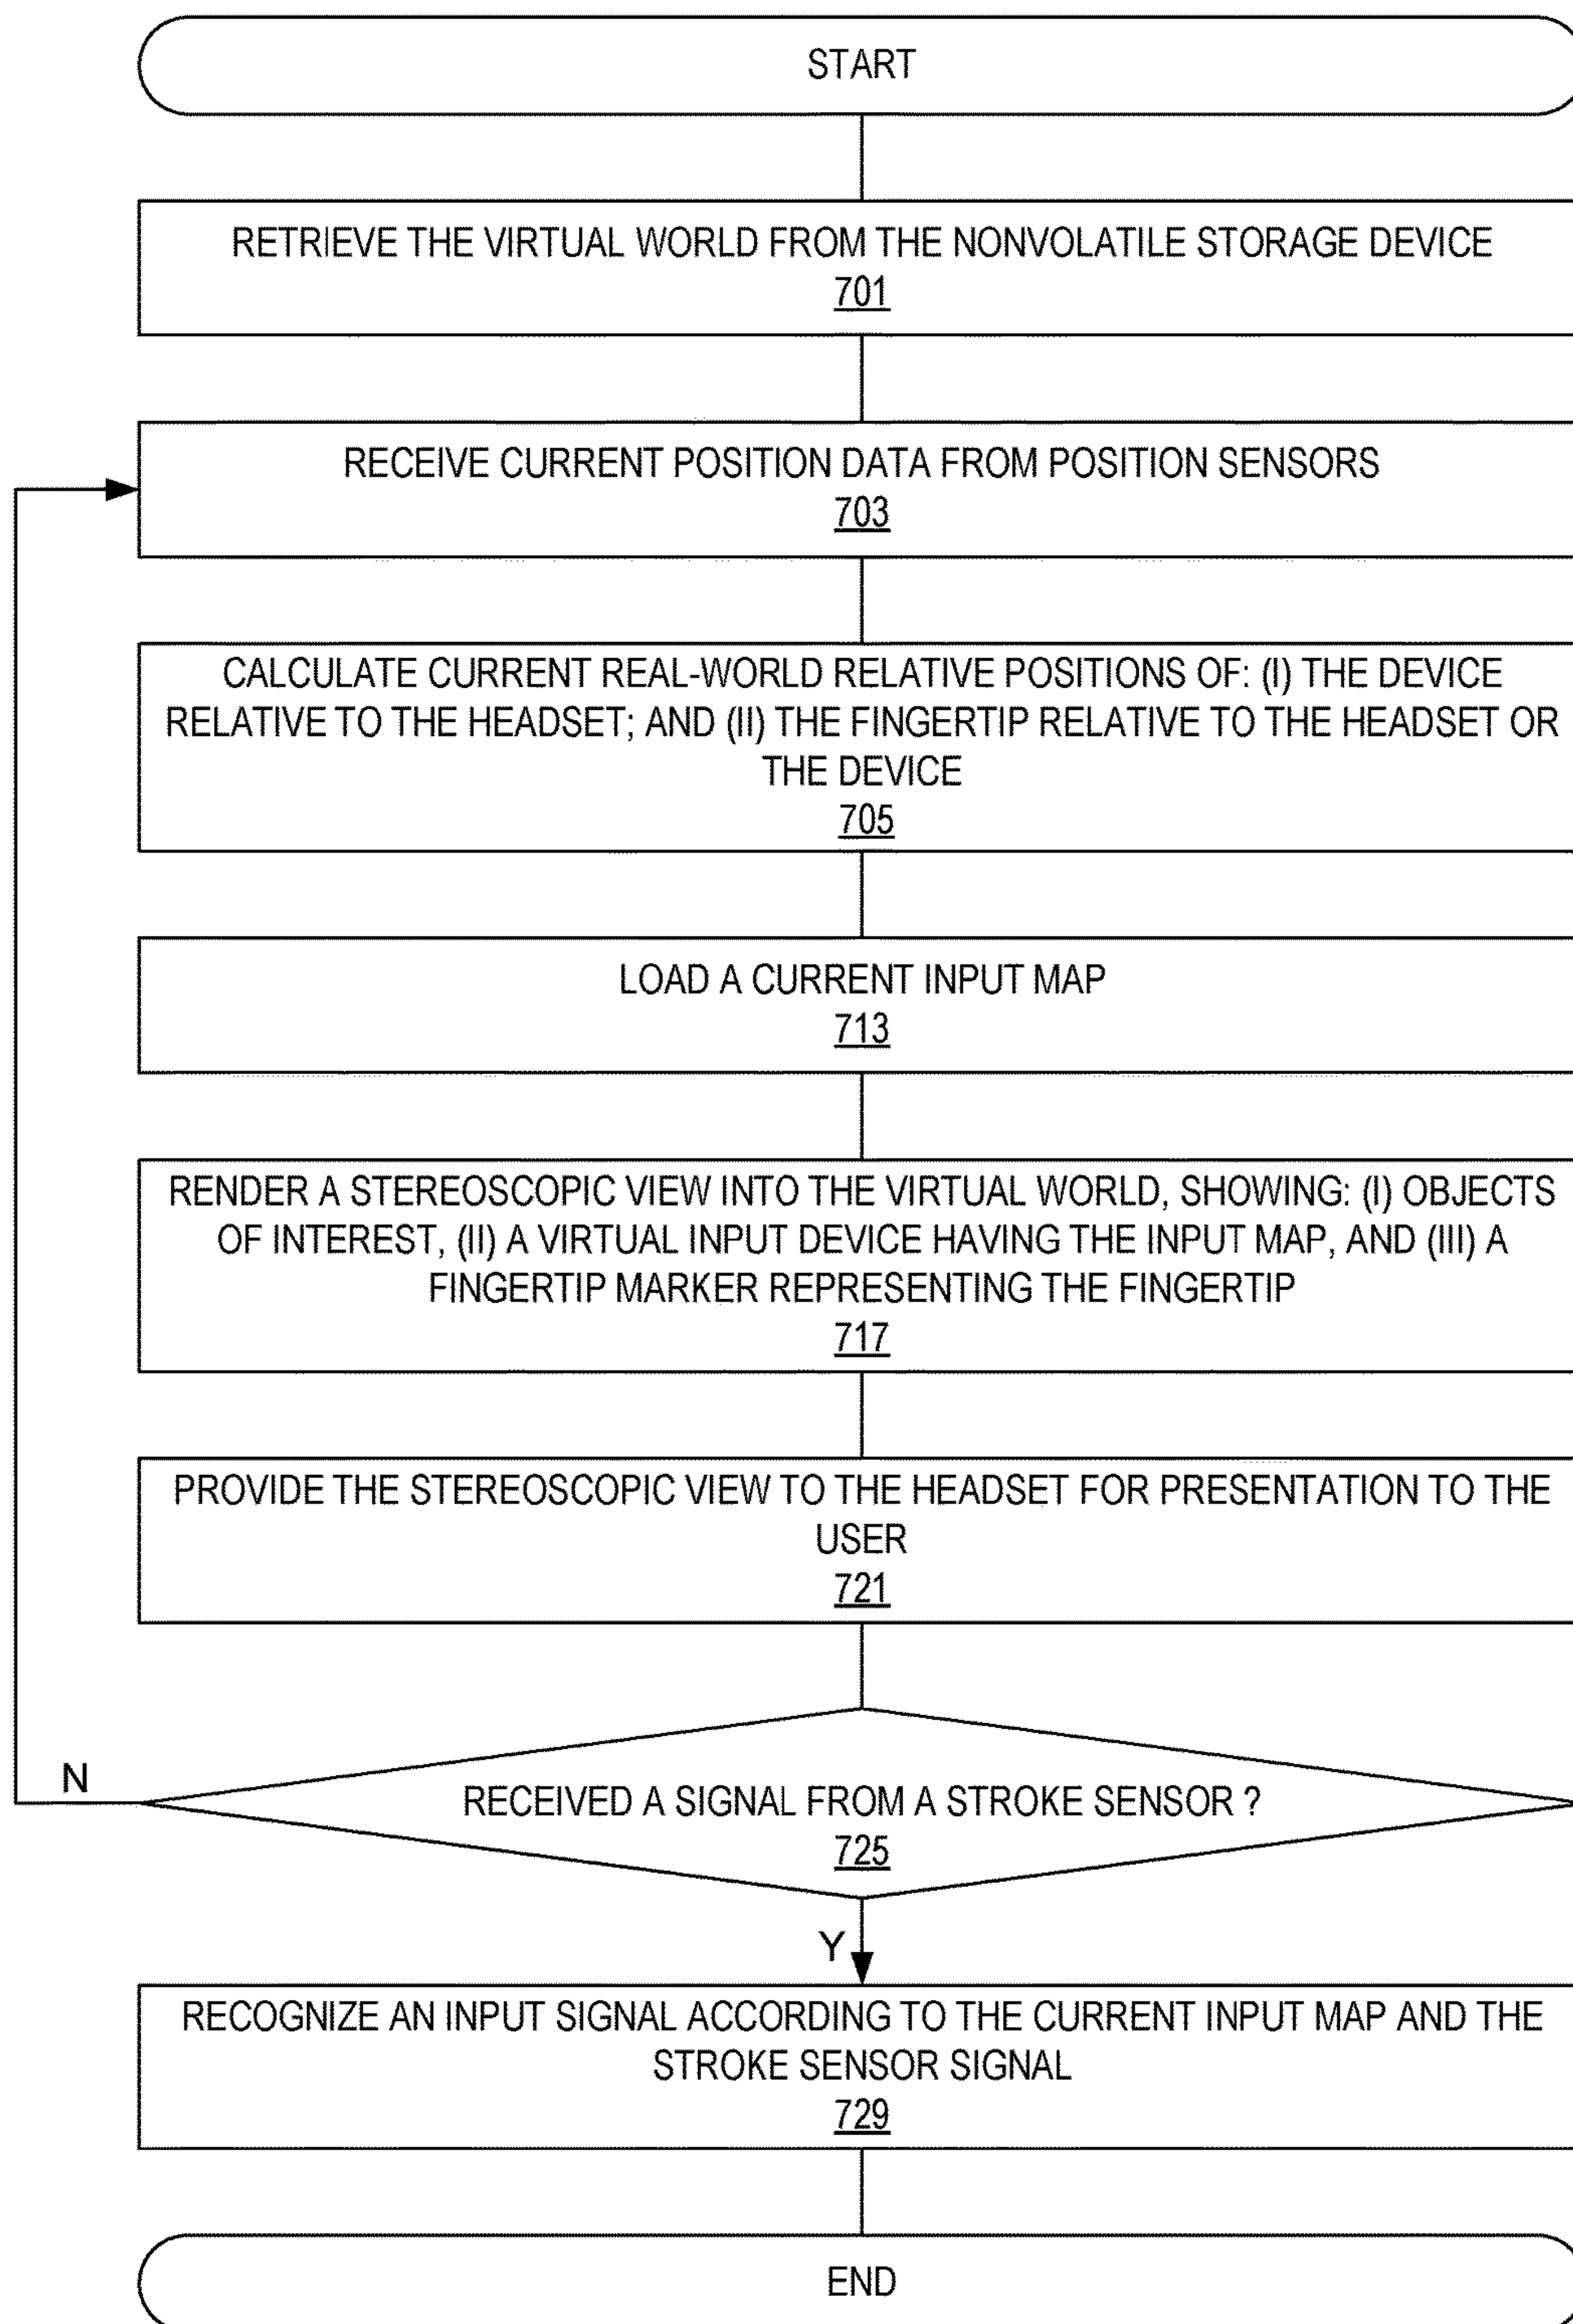 START
RETRIEVE THE VIRTUAL WORLD FROM THE NONVOLATILE STORAGE DEVICE
701
RECEIVE CURRENT POSITION DATA FROM POSITION SENSORS
703
CALCULATE CURRENT REAL-WORLD RELATIVE POSITIONS OF: (I) THE DEVICE
RELATIVE TO THE HEADSET; AND (II) THE FINGERTIP RELATIVE TO THE HEADSET OR
THE DEVICE
705
LOAD A CURRENT INPUT MAP
713
RENDER A STEREOSCOPIC VIEW INTO THE VIRTUAL WORLD, SHOWING: (I) OBJECTS
OF INTEREST, (II) A VIRTUAL INPUT DEVICE HAVING THE INPUT MAP, AND (III) A
FINGERTIP MARKER REPRESENTING THE FINGERTIP
717
PROVIDE THE STEREOSCOPIC VIEW TO THE HEADSET FOR PRESENTATION TO THE
USER
721
N
RECEIVED A SIGNAL FROM A STROKE SENSOR ?
725
Y
RECOGNIZE AN INPUT SIGNAL ACCORDING TO THE CURRENT INPUT MAP AND THE
STROKE SENSOR SIGNAL
729
END